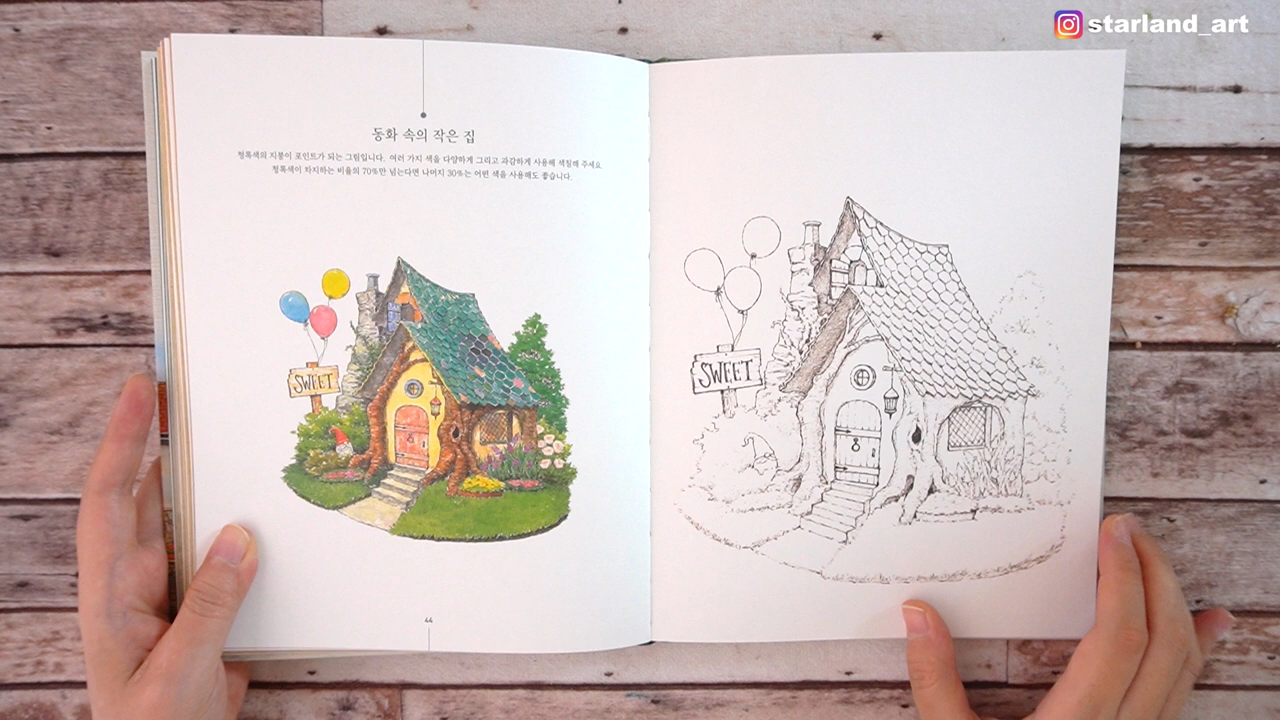 starland_art
동화 속의 작은 집
청록색의 지붕이 포인트가 되는 그림입니다. 여러 가지 색을 다양하게 그리고 과감하게 사용해 색칠해 주세요.
청록색이 차지하는 비율의 70%만 넘는다면 나머지 30%는 어떤 색을 사용해도 좋습니다.
SWEET
SWEET
44